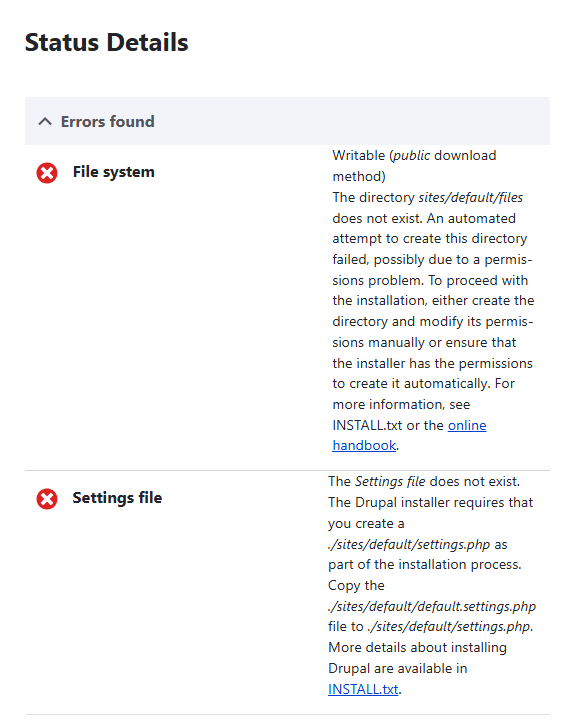 Status Details
Errors found
File system
Writable (public download
method)
The directory sites/default/files
does not exist. An automated
attempt to create this directory
failed, possibly due to a permis-
sions problem. To proceed with
the installation, either create the
directory and modify its permis-
sions manually or ensure that
the installer has the permissions
to create it automatically. For
more information, see
INSTALL.txt or the online
handbook.
Settings file
The Settings file does not exist.
The Drupal installer requires that
you create a
./sites/default/settings.php as
part of the installation process.
Copy the
./sites/default/default.settings.php
file to ./sites/default/settings.php.
More details about installing
Drupal are available in
INSTALL.txt.